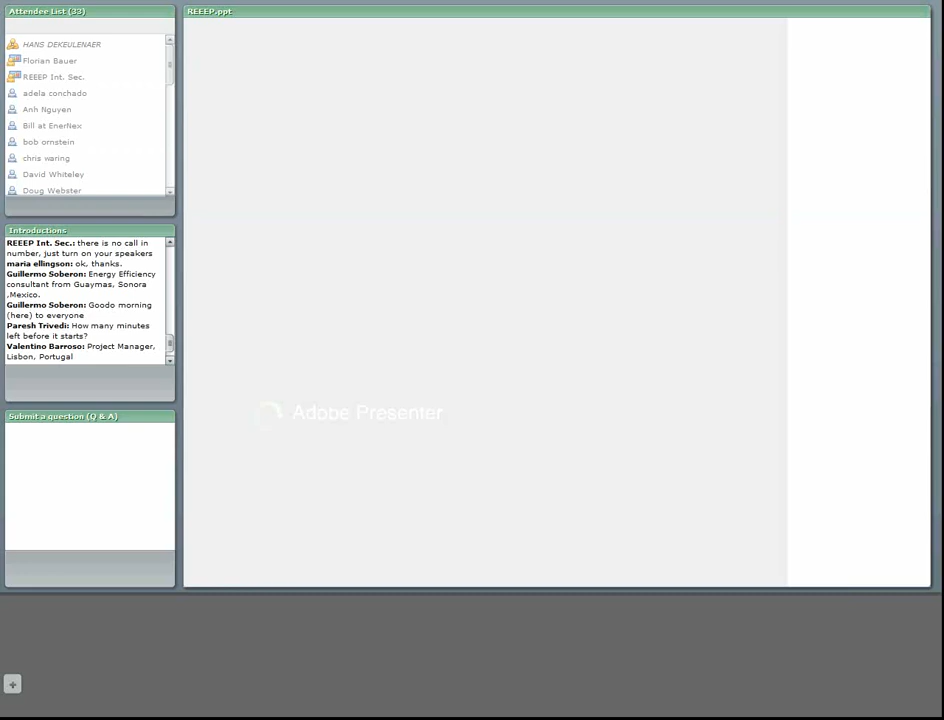 Attendee List (33)
HANS DEKEULENAER
Florian Bauer
REEEP Int. Sec.
adela conchado
Anh Nguyen
Bill at EnerNex
bob ornstein
chris waring
David Whiteley
Doug Webster
Introductions
REEEP Int. Sec.: there is no call in
number, just turn on your speakers
maria ellingson: ok, thanks.
Guillermo Soberon: Energy Efficiency
consultant from Guaymas, Sonora
,Mexico.
Guillermo Soberon: Goodo morning
(here) to everyone
Paresh Trivedi: How many minutes
left before it starts?
Valentino Barroso: Project Manager,
Lisbon, Portugal
Submit a question (Q & A)
REEEP.ppt
Adobe Presenter